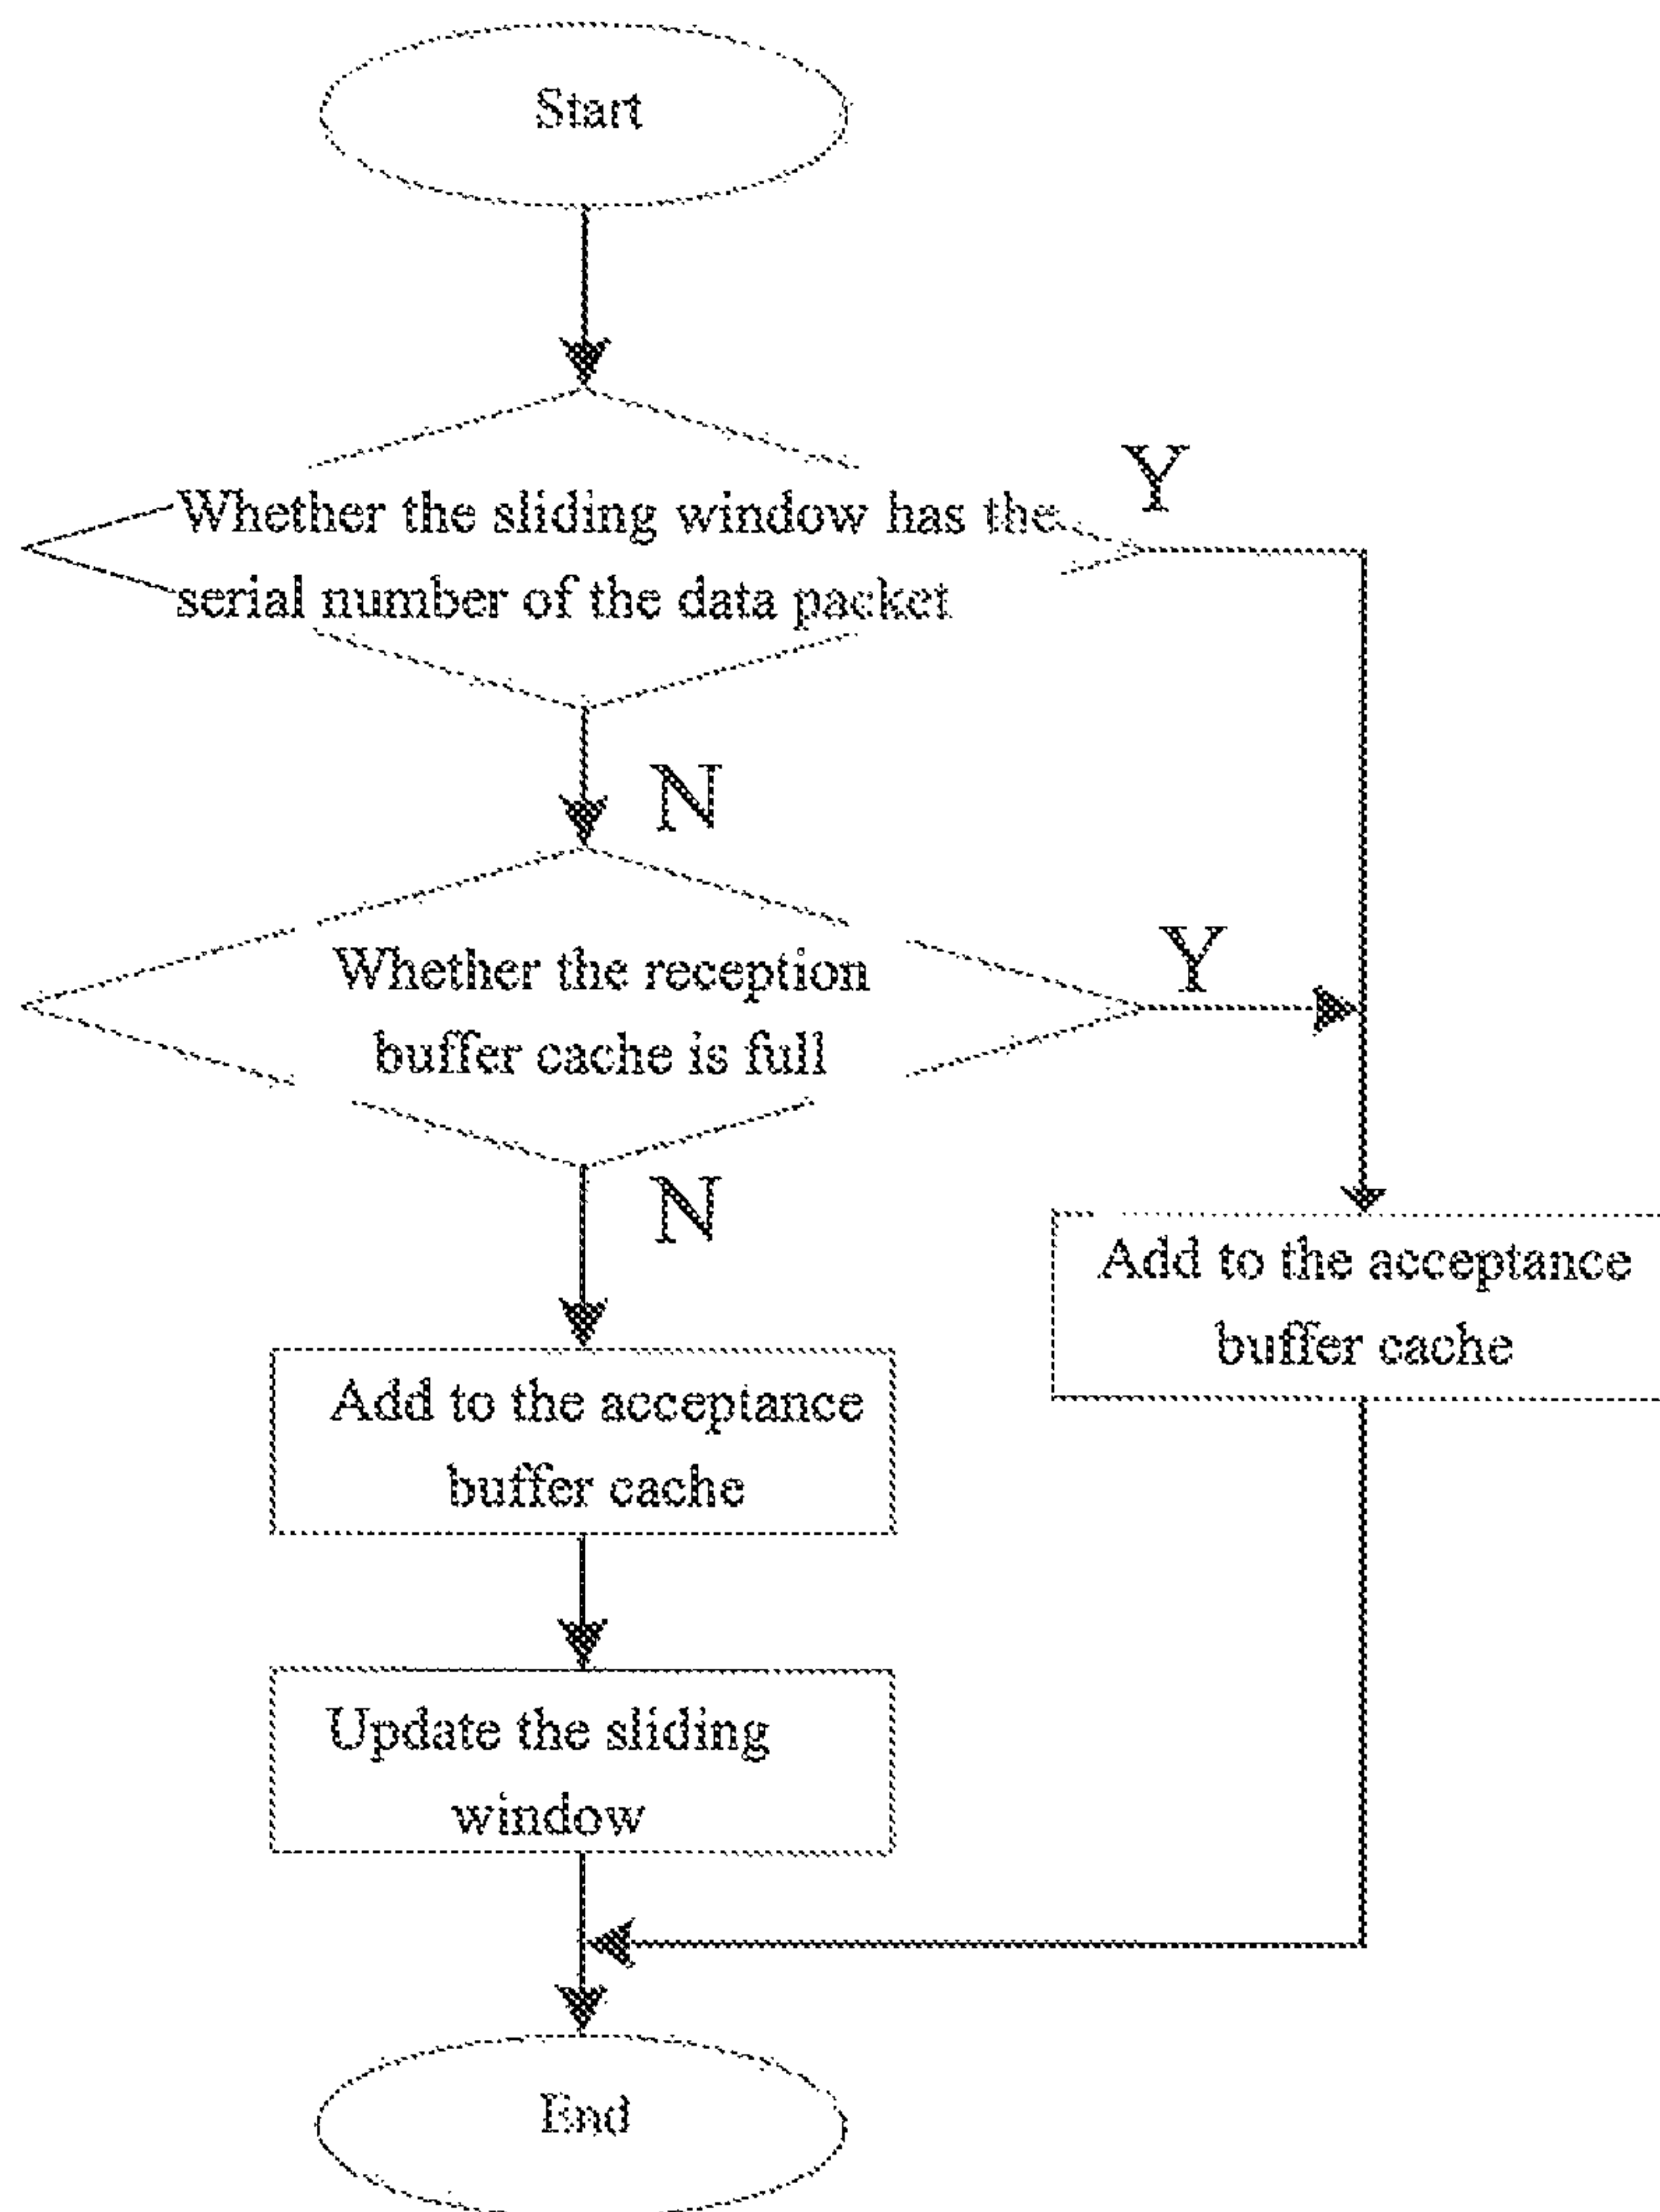 Start
Whether the sliding window has the
serial number of the data packet
Y
N
Whether the reception
buffer cache is full
Y
N
Add to the acceptance
buffer cache
Add to the acceptance
buffer cache
Update the sliding
window
End